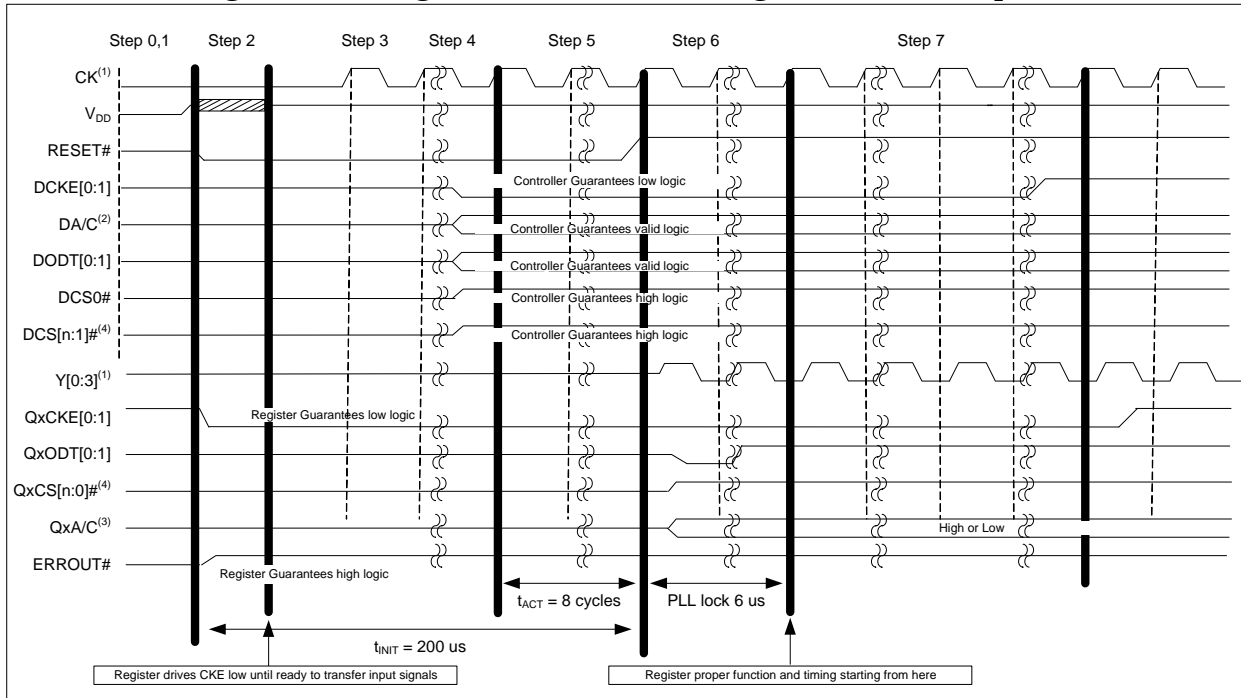 Step 0,1 Step 2 Step 3 Step 4 Step 5 Step 6 Step 7
CK(1)
VDD
RESET#
DCKE[0:1] Controller Guarantees low logic
DA/C(2) Controller Guarantees valid logic
DODT[0:1] Controller Guarantees valid logic
DCS0# Controller Guarantees high logic
DCS[n:1]#(4) Controller Guarantees high logic
Y[0:3](1)
QxCKE[0:1] Register Guarantees low logic
QxODT[0:1]
QxCS[n:0]#(4)
QxA/C(3) High or Low
ERROUT# Register Guarantees high logic
tACT = 8 cycles PLL lock 6 us
tINIT = 200 us
Register drives CKE low until ready to transfer input signals Register proper function and timing starting from here